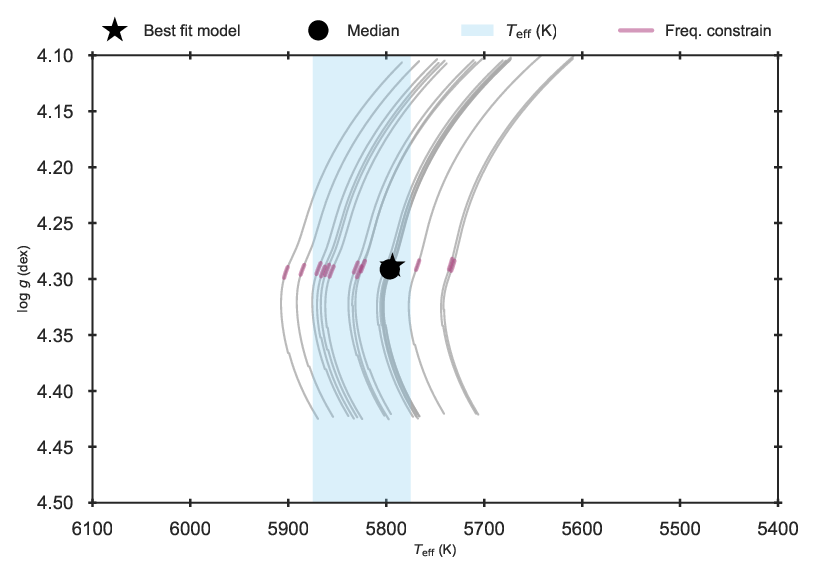 Best fit model Median Teff (K) Freq. constrain
4.10
4.15
4.20
4.25
4.30
4.35
4.40
4.45
4.50
log g (dex)
6100 6000 5900 5800 5700 5600 5500 5400
Teff (K)